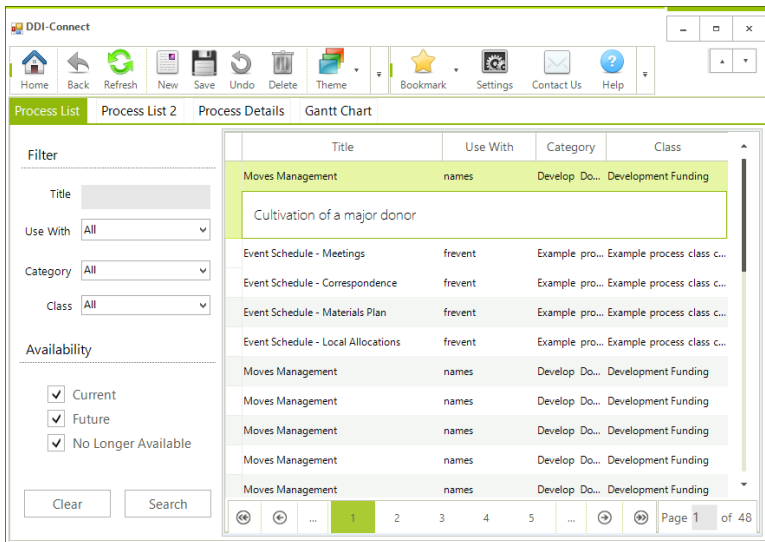 DDI-Connect
Home Back Refresh New Save Undo Delete Theme Bookmark Settings Contact Us Help
Process List Process List 2 Process Details Gantt Chart
Filter
Title
Use With All
Category All
Class All
Availability
Current
Future
No Longer Available
Clear Search
Title Use With Category Class
Moves Management names Develop Do... Development Funding
Cultivation of a major donor
Event Schedule - Meetings frevent Example pro... Example process class c...
Event Schedule - Correspondence frevent Example pro... Example process class c...
Event Schedule - Materials Plan frevent Example pro... Example process class c...
Event Schedule - Local Allocations frevent Example pro... Example process class c...
Moves Management names Develop Do... Development Funding
Moves Management names Develop Do... Development Funding
Moves Management names Develop Do... Development Funding
Moves Management names Develop Do... Development Funding
Moves Management names Develop Do... Development Funding
... 1 2 3 4 5 ... Page 1 of 48